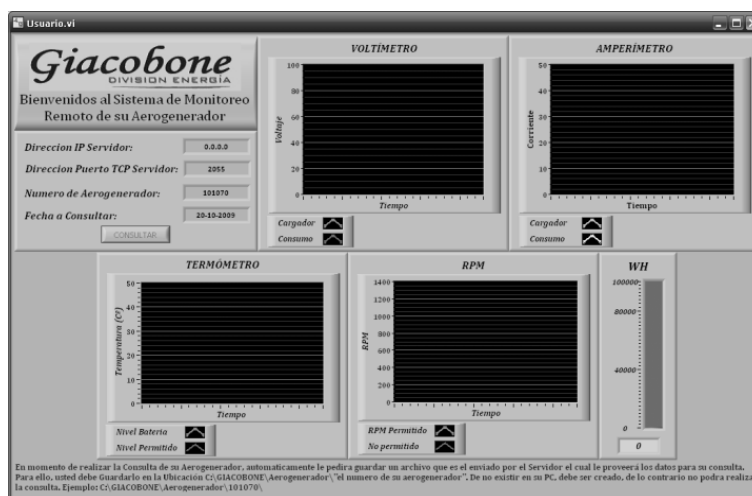 Usuario.vi
Giacobone
DIVISION ENERGÍA
Bienvenidos al Sistema de Monitoreo
Remoto de su Aerogenerador
Direccion IP Servidor: 0.0.0.0
Direccion Puerto TCP Servidor: 2055
Numero de Aerogenerador: 101070
Fecha a Consultar: 20-10-2009
CONSULTAR
VOLTÍMETRO
Voltaje
100
80
60
40
20
0
Tiempo
Cargador
Consumo
AMPERÍMETRO
Corriente
50
40
30
20
10
0
Tiempo
Cargador
Consumo
TERMÓMETRO
Temperatura (Cº)
50
40
30
20
10
0
Tiempo
Nivel Bateria
Nivel Permitido
RPM
RPM
1400
1200
1000
800
600
400
200
0
Tiempo
RPM Permitido
No permitido
WH
100000
80000
40000
0
0
En momento de realizar la Consulta de su Aerogenerador, automaticamente le pedira guardar un archivo que es el enviado por el Servidor el cual le proveerá los datos para su consulta.
Para ello, usted debe Guardarlo en la Ubicación C:\GIACOBONE\Aerogenerador\"el numero de su aerogenerador". De no existir en su PC, debe ser creado, de lo contrario no podra realiza
la consulta. Ejemplo: C:\GIACOBONE\Aerogenerador\101070\